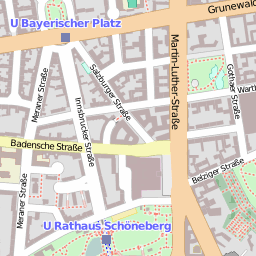 Grunewald
U Bayerischer Platz
Martin-Luther-Straße
Salzburger Straße
Meraner Straße
Innsbrucker Straße
Gothaer Straße
Wartb
Badensche Straße
Belziger Straße
Meraner Straße
U Rathaus Schöneberg